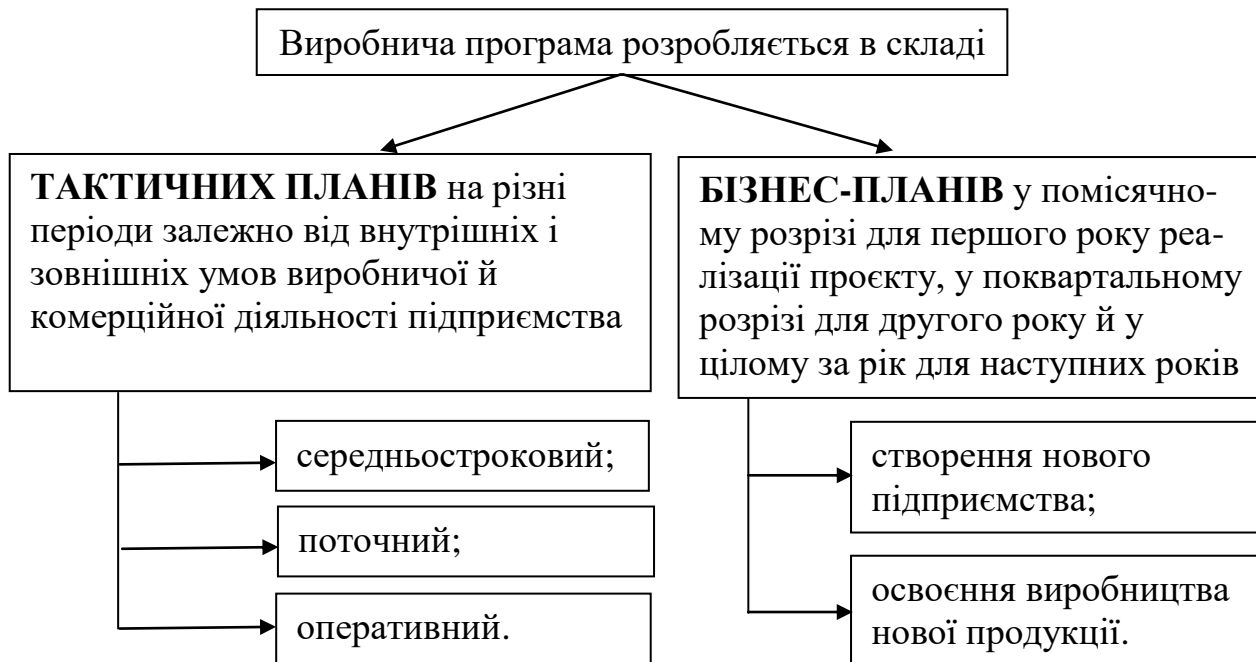 Виробнича програма розробляється в складі
ТАКТИЧНИХ ПЛАНІВ на різні
періоди залежно від внутрішніх і
зовнішніх умов виробничої й
комерційної діяльності підприємства
БІЗНЕС-ПЛАНІВ у помісячно-
му розрізі для першого року реа-
лізації проєкту, у поквартальному
розрізі для другого року й у
цілому за рік для наступних років
середньостроковий;
поточний;
оперативний.
створення нового
підприємства;
освоєння виробництва
нової продукції.